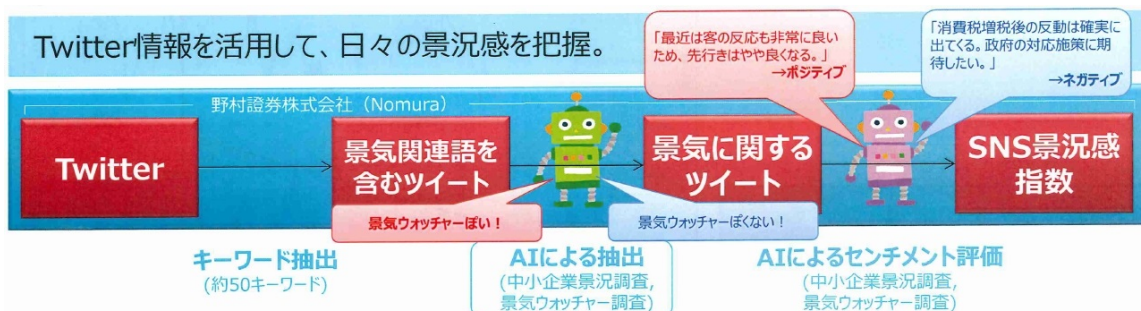 Twitter情報を活用して、日々の景況感を把握。
「最近は客の反応も非常に良い
ため、先行きはやや良くなる。」
→ポジティブ
「消費税増税後の反動は確実に
出てくる。政府の対応施策に期
待したい。」
→ネガティブ
野村證券株式会社（Nomura）
Twitter
景気関連語を
含むツイート
景気に関する
ツイート
SNS景況感
指数
景気ウォッチャーぽい！
景気ウォッチャーぽくない！
キーワード抽出
(約50キーワード)
AIによる抽出
(中小企業景況調査,
景気ウォッチャー調査)
AIによるセンチメント評価
(中小企業景況調査,
景気ウォッチャー調査)